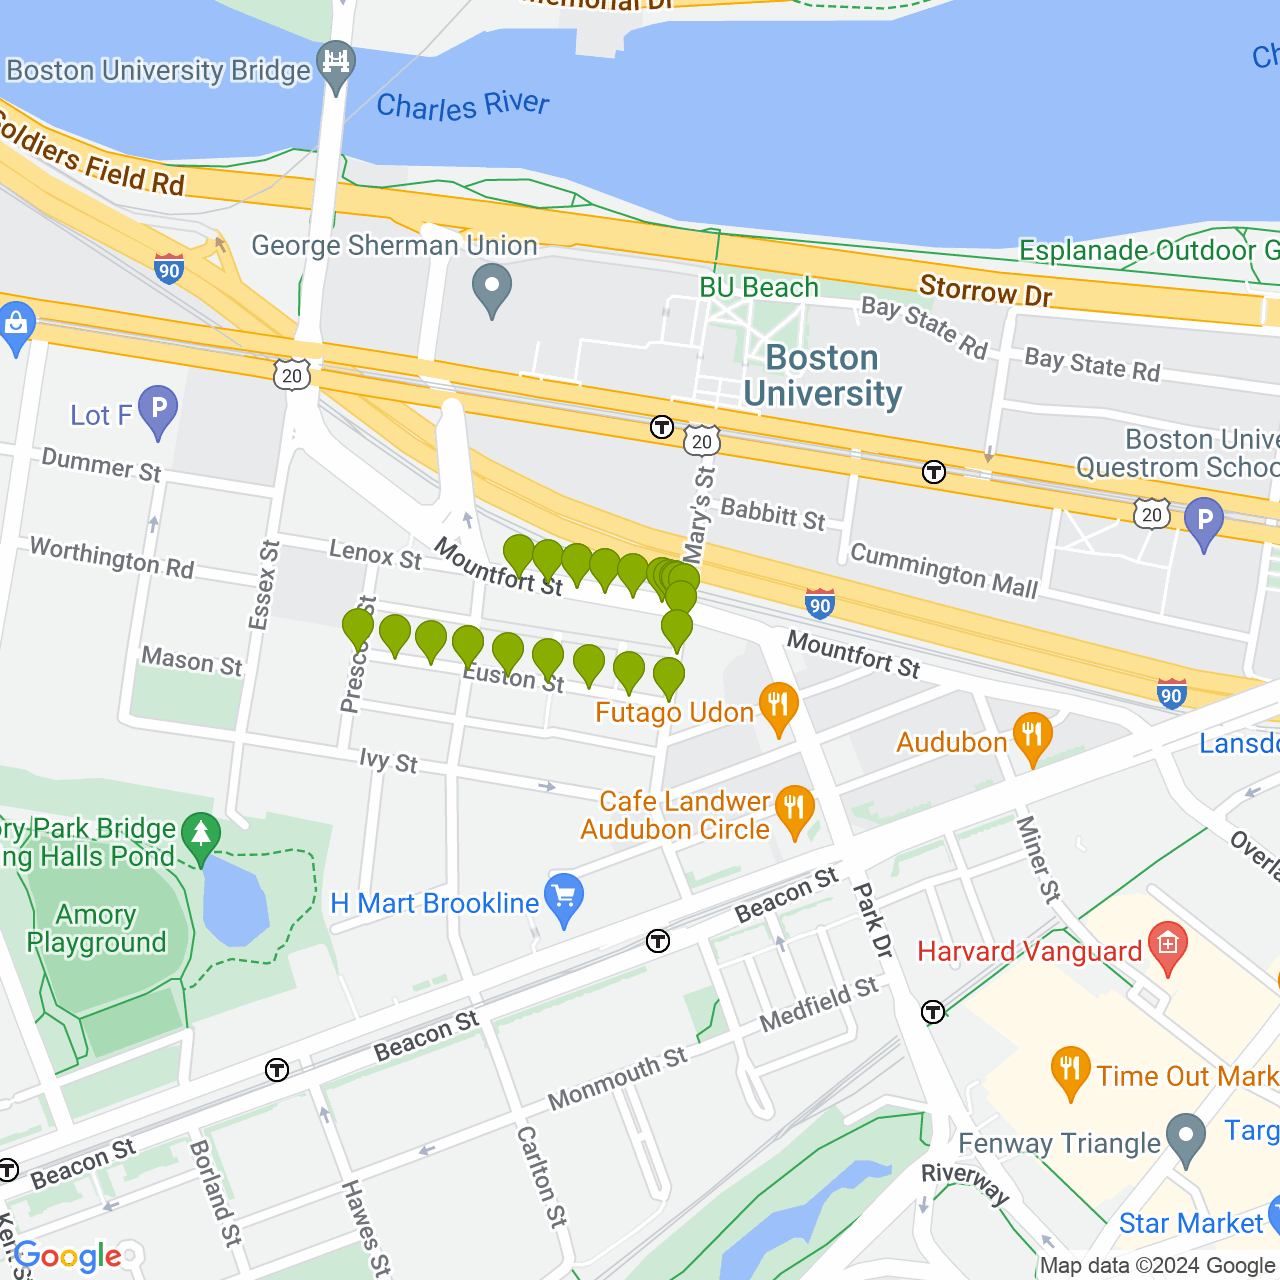 Memorial Dr
Boston University Bridge
Charles River
Soldiers Field Rd
90
George Sherman Union
Esplanade Outdoor G
Storrow Dr
BU Beach
Bay State Rd
Bay State Rd
Boston
University
20
Lot F
P
T
20
Boston Unive
Questrom Schoo
Dummer St
T
Mary's St
Babbitt St
20
P
Worthington Rd
Lenox St
Mountfort St
Cummington Mall
90
Essex St
Prescott St
Mason St
Mountfort St
Euston St
90
Futago Udon
Audubon
Lansdo
Ivy St
Cafe Landwer
Audubon Circle
ory Park Bridge
ng Halls Pond
Miner St
Overla
H Mart Brookline
Beacon St
Park Dr
Amory
Playground
T
Harvard Vanguard
Medfield St
T
Beacon St
T
Monmouth St
Time Out Mark
Targ
Fenway Triangle
Beacon St
T
Borland St
Carlton St
Hawes St
Riverway
Star Market
Google
Map data ©2024 Google